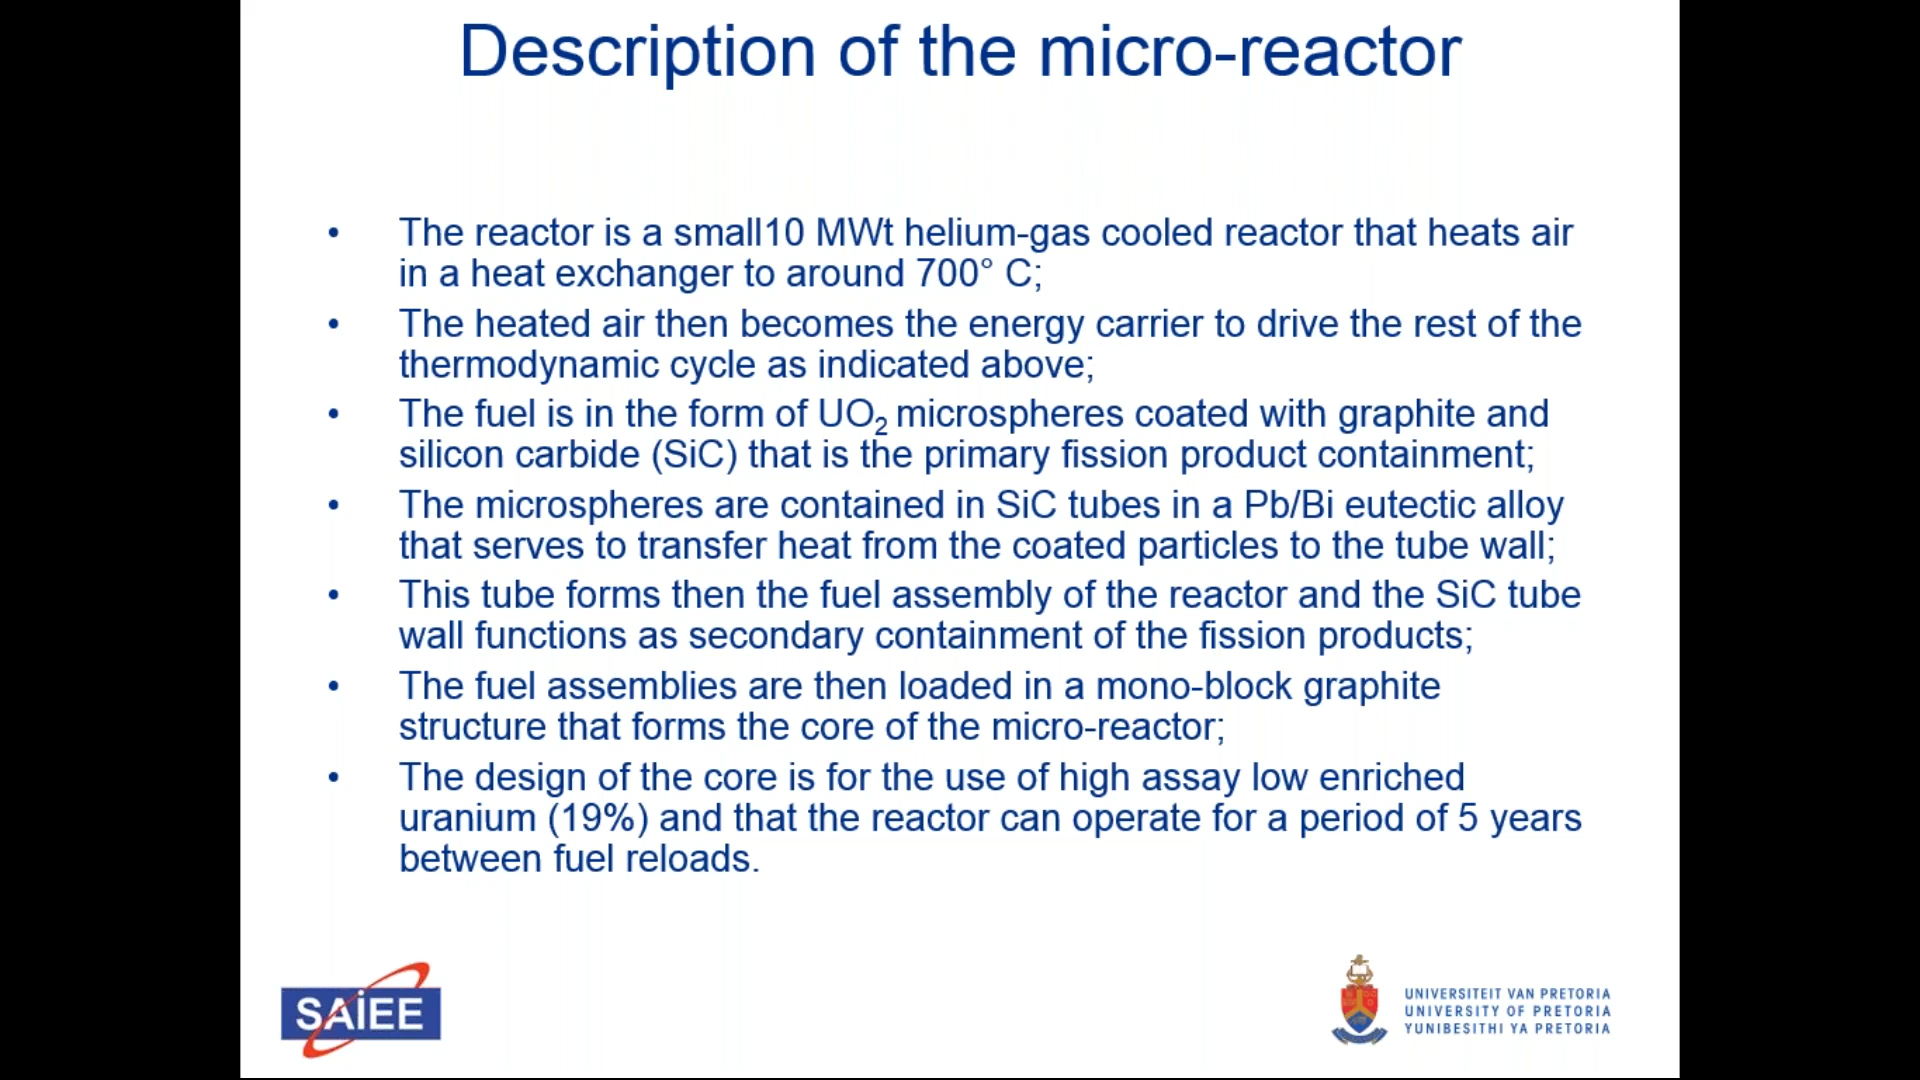 Description of the micro-reactor
• The reactor is a small10 MWt helium-gas cooled reactor that heats air
in a heat exchanger to around 700° C;
• The heated air then becomes the energy carrier to drive the rest of the
thermodynamic cycle as indicated above;
• The fuel is in the form of UO₂ microspheres coated with graphite and
silicon carbide (SiC) that is the primary fission product containment;
• The microspheres are contained in SiC tubes in a Pb/Bi eutectic alloy
that serves to transfer heat from the coated particles to the tube wall;
• This tube forms then the fuel assembly of the reactor and the SiC tube
wall functions as secondary containment of the fission products;
• The fuel assemblies are then loaded in a mono-block graphite
structure that forms the core of the micro-reactor;
• The design of the core is for the use of high assay low enriched
uranium (19%) and that the reactor can operate for a period of 5 years
between fuel reloads.
SAiEE
UNIVERSITEIT VAN PRETORIA
UNIVERSITY OF PRETORIA
YUNIBESITHI YA PRETORIA